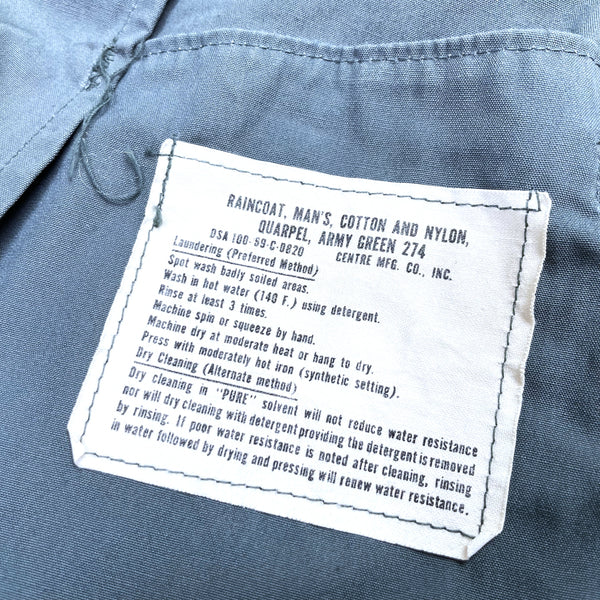 RAINCOAT, MAN'S, COTTON AND NYLON,
QUARPEL, ARMY GREEN 274
DSA 100-69-C-0820 CENTRE MFG. CO., INC.
Laundering (Preferred Method)
Spot wash badly soiled areas.
Wash in hot water (140 F.) using detergent.
Rinse at least 3 times.
Machine spin or squeeze by hand.
Machine dry at moderate heat or hang to dry.
Press with moderately hot iron (synthetic setting).
Dry Cleaning (Alternate method)
Dry cleaning in "PURE" solvent will not reduce water resistance
nor will dry cleaning with detergent providing the detergent is removed
by rinsing. If poor water resistance is noted after cleaning, rinsing
in water followed by drying and pressing will renew water resistance.